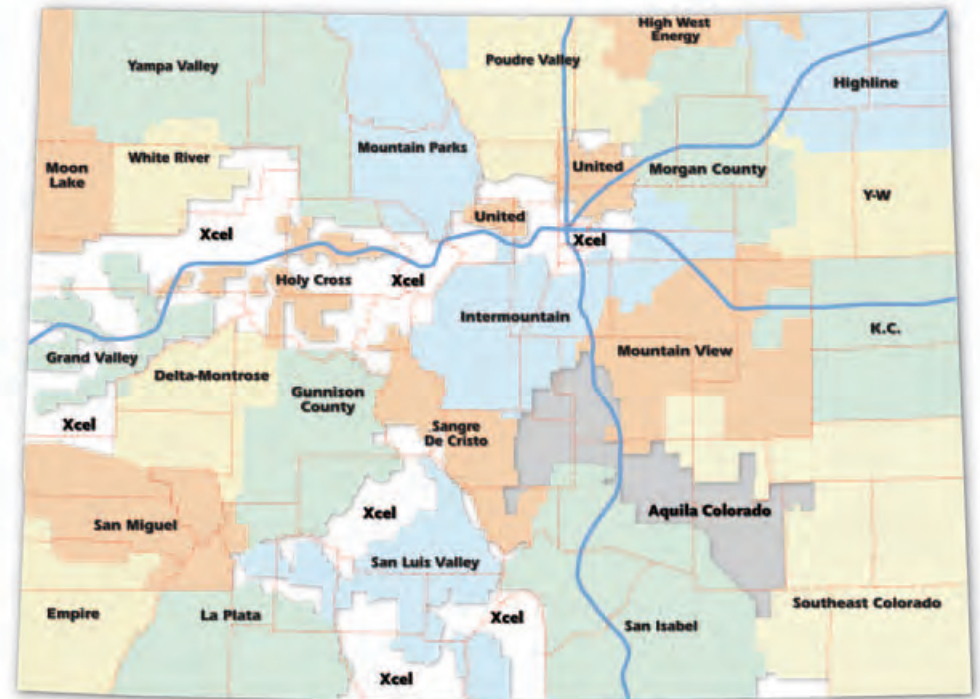 High West
Energy
Yampa Valley
Poudre Valley
Highline
Mountain Parks
White River
Moon
Lake
United
Morgan County
Y-W
United
Xcel
Xcel
Holy Cross
Xcel
Intermountain
K.C.
Mountain View
Grand Valley
Delta-Montrose
Gunnison
County
Xcel
Sangre
De Cristo
Xcel
Aquila Colorado
San Miguel
San Luis Valley
Empire
La Plata
Xcel
San Isabel
Southeast Colorado
Xcel